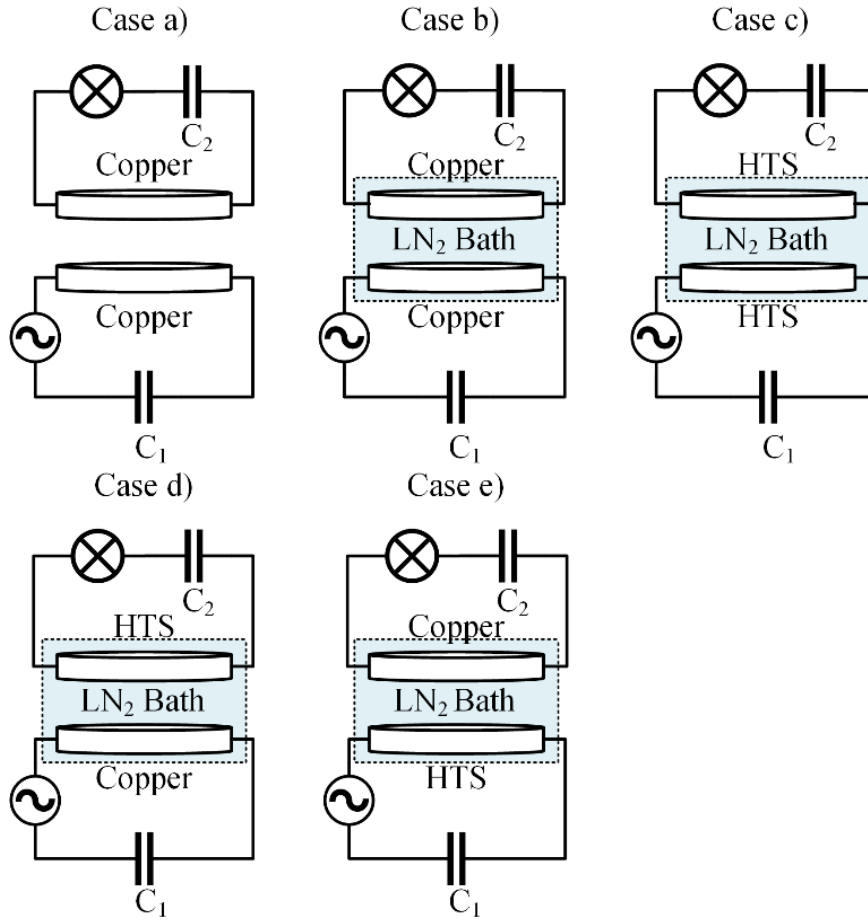 Case a)
C₂
Copper
Copper
C₁
Case b)
C₂
Copper
LN₂ Bath
Copper
C₁
Case c)
C₂
HTS
LN₂ Bath
HTS
C₁
Case d)
C₂
HTS
LN₂ Bath
Copper
C₁
Case e)
C₂
Copper
LN₂ Bath
HTS
C₁